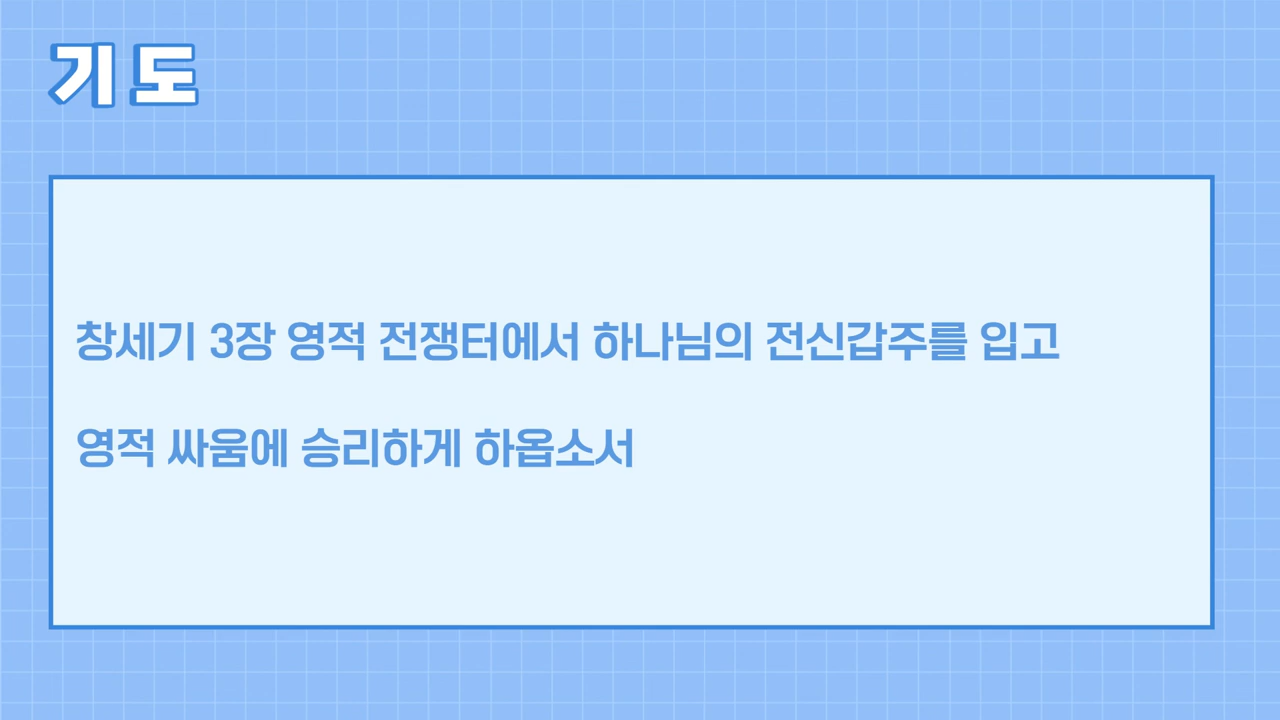 기도
창세기 3장 영적 전쟁터에서 하나님의 전신갑주를 입고
영적 싸움에 승리하게 하옵소서